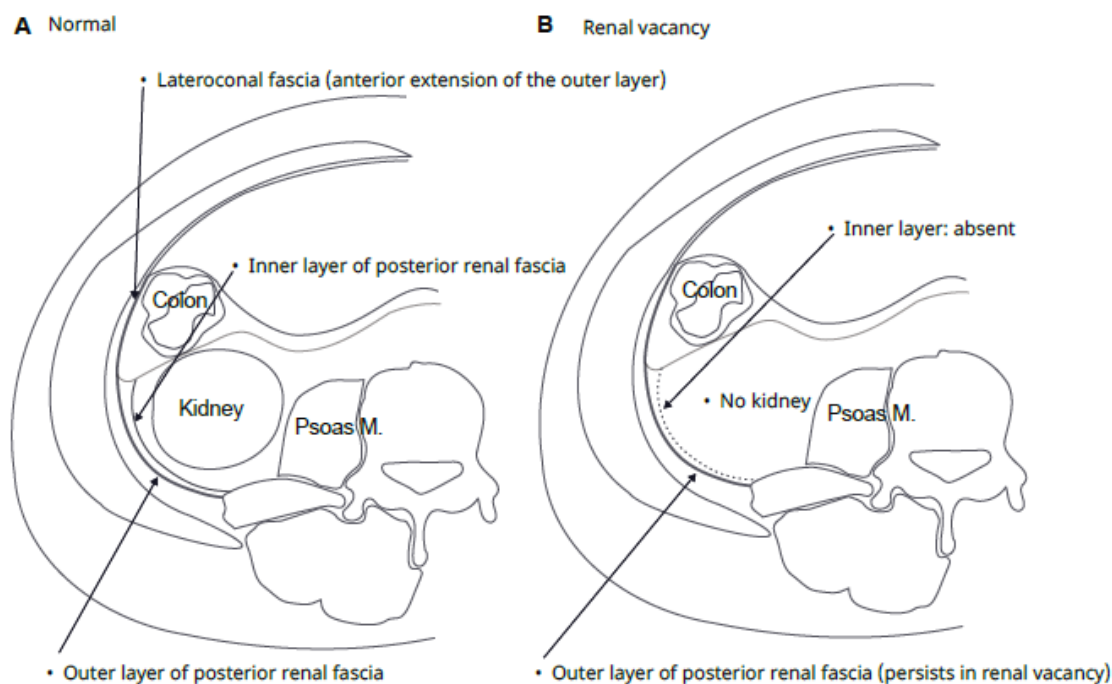 A Normal
• Lateroconal fascia (anterior extension of the outer layer)
• Inner layer of posterior renal fascia
Colon
Kidney
Psoas M.
• Outer layer of posterior renal fascia
B Renal vacancy
• Inner layer: absent
Colon
• No kidney
Psoas M.
• Outer layer of posterior renal fascia (persists in renal vacancy)